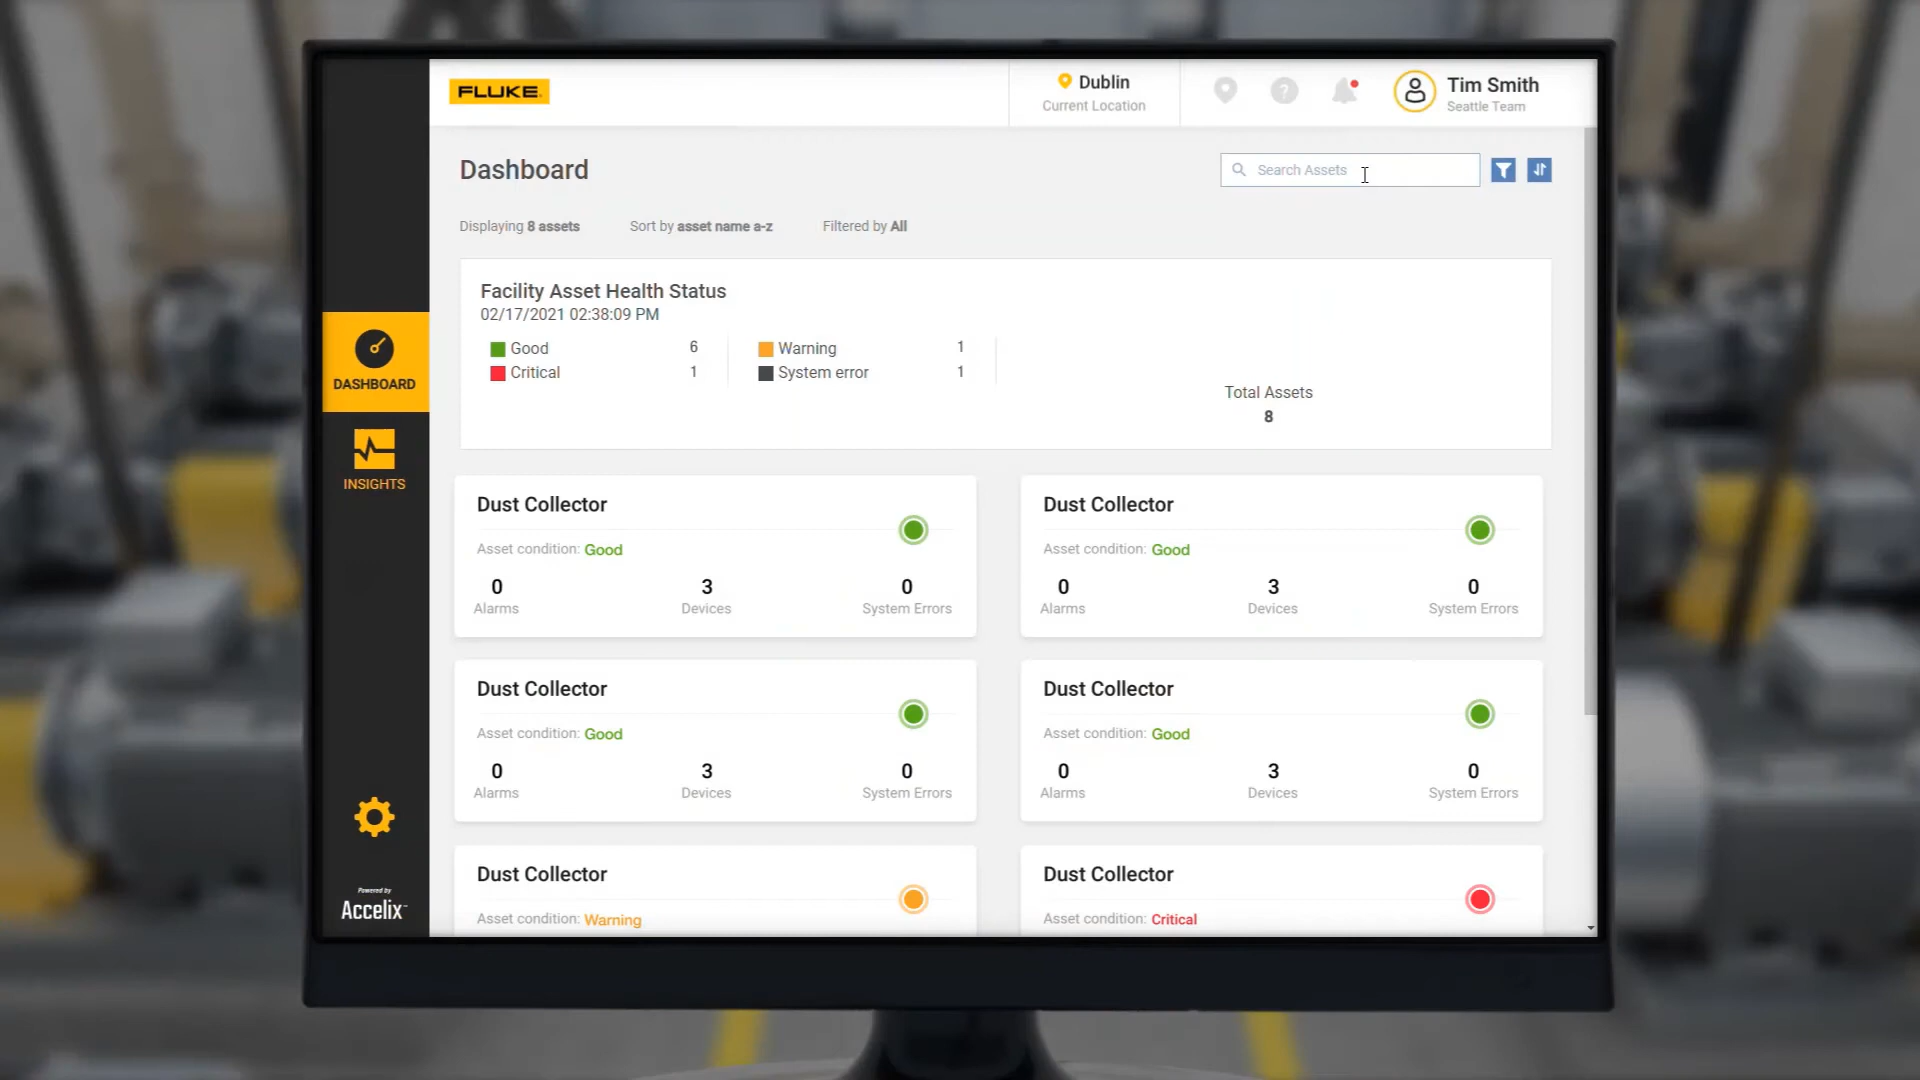 FLUKE.
Dublin
Current Location
?
Tim Smith
Seattle Team
Dashboard
Search Assets
Displaying 8 assets
Sort by asset name a-z
Filtered by All
Facility Asset Health Status
02/17/2021 02:38:09 PM
Good 6
Warning 1
Critical 1
System error 1
Total Assets
8
DASHBOARD
INSIGHTS
Dust Collector
Asset condition: Good
0 3 0
Alarms Devices System Errors
Dust Collector
Asset condition: Good
0 3 0
Alarms Devices System Errors
Dust Collector
Asset condition: Good
0 3 0
Alarms Devices System Errors
Dust Collector
Asset condition: Good
0 3 0
Alarms Devices System Errors
Dust Collector
Asset condition: Warning
Dust Collector
Asset condition: Critical
Powered by
Accelix™